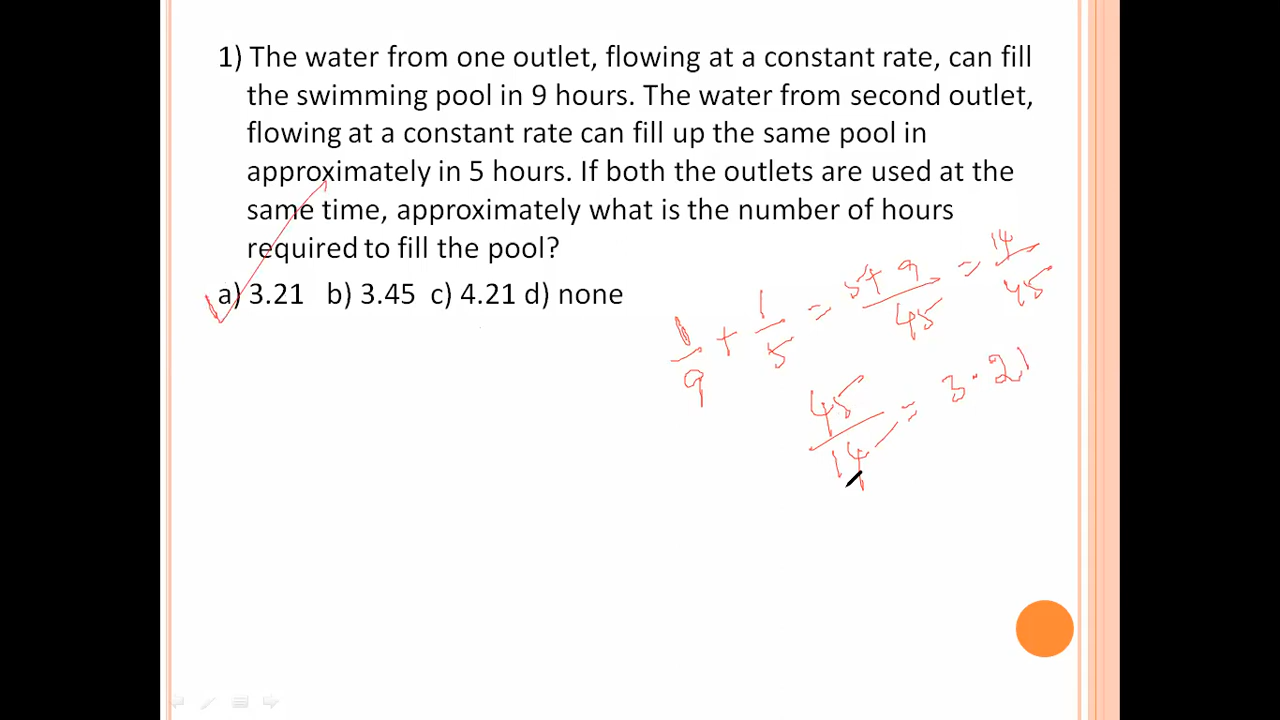 1) The water from one outlet, flowing at a constant rate, can fill
the swimming pool in 9 hours. The water from second outlet,
flowing at a constant rate can fill up the same pool in
approximately in 5 hours. If both the outlets are used at the
same time, approximately what is the number of hours
required to fill the pool?
a) 3.21 b) 3.45 c) 4.21 d) none
1/9 + 1/5 = 5+9/45 = 14/45
45/14 = 3.21